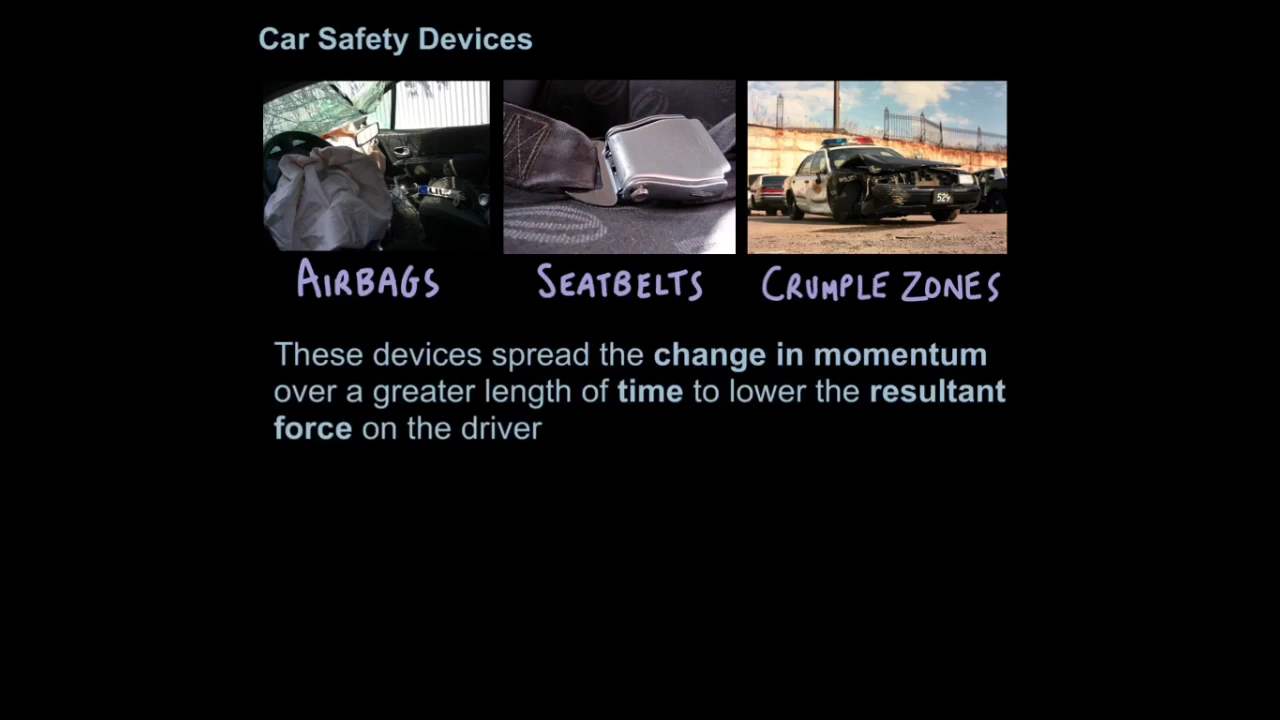 Car Safety Devices
524
AIRBAGS SEATBELTS CRUMPLE ZONES
These devices spread the change in momentum
over a greater length of time to lower the resultant
force on the driver